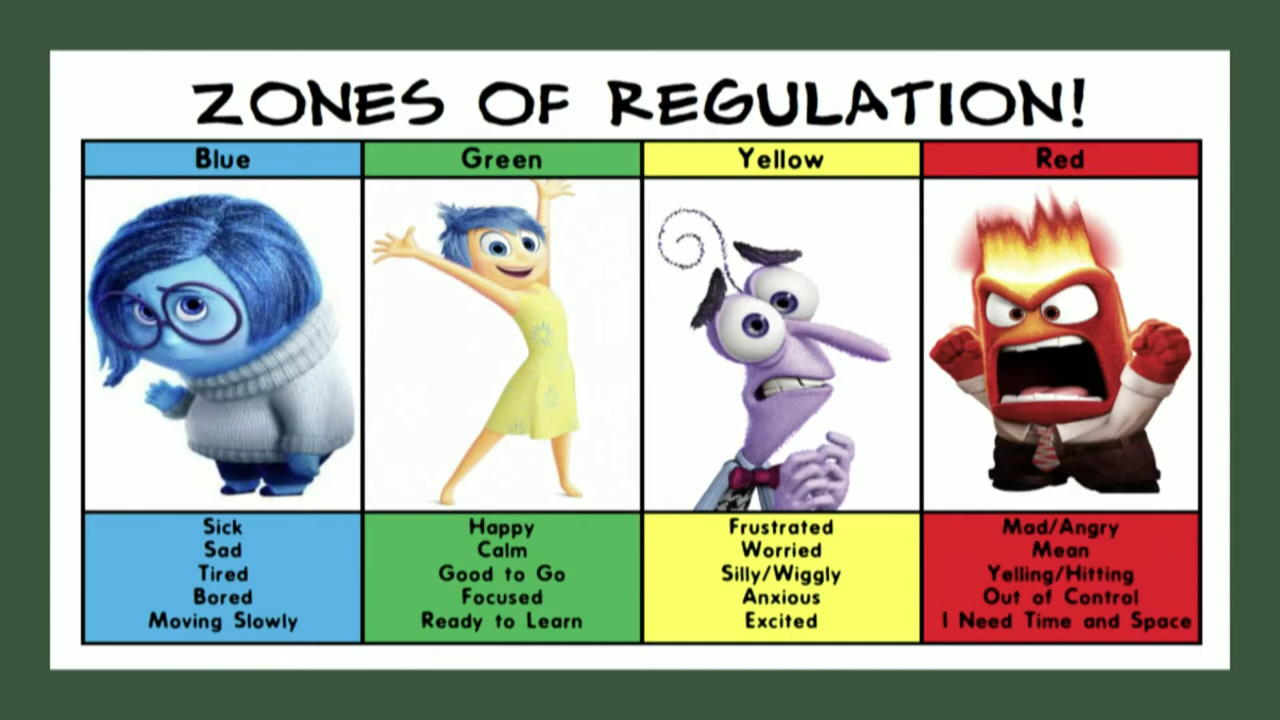 ZONES OF REGULATION!
Blue
Green
Yellow
Red
Sick
Sad
Tired
Bored
Moving Slowly
Happy
Calm
Good to Go
Focused
Ready to Learn
Frustrated
Worried
Silly/Wiggly
Anxious
Excited
Mad/Angry
Mean
Yelling/Hitting
Out of Control
I Need Time and Space